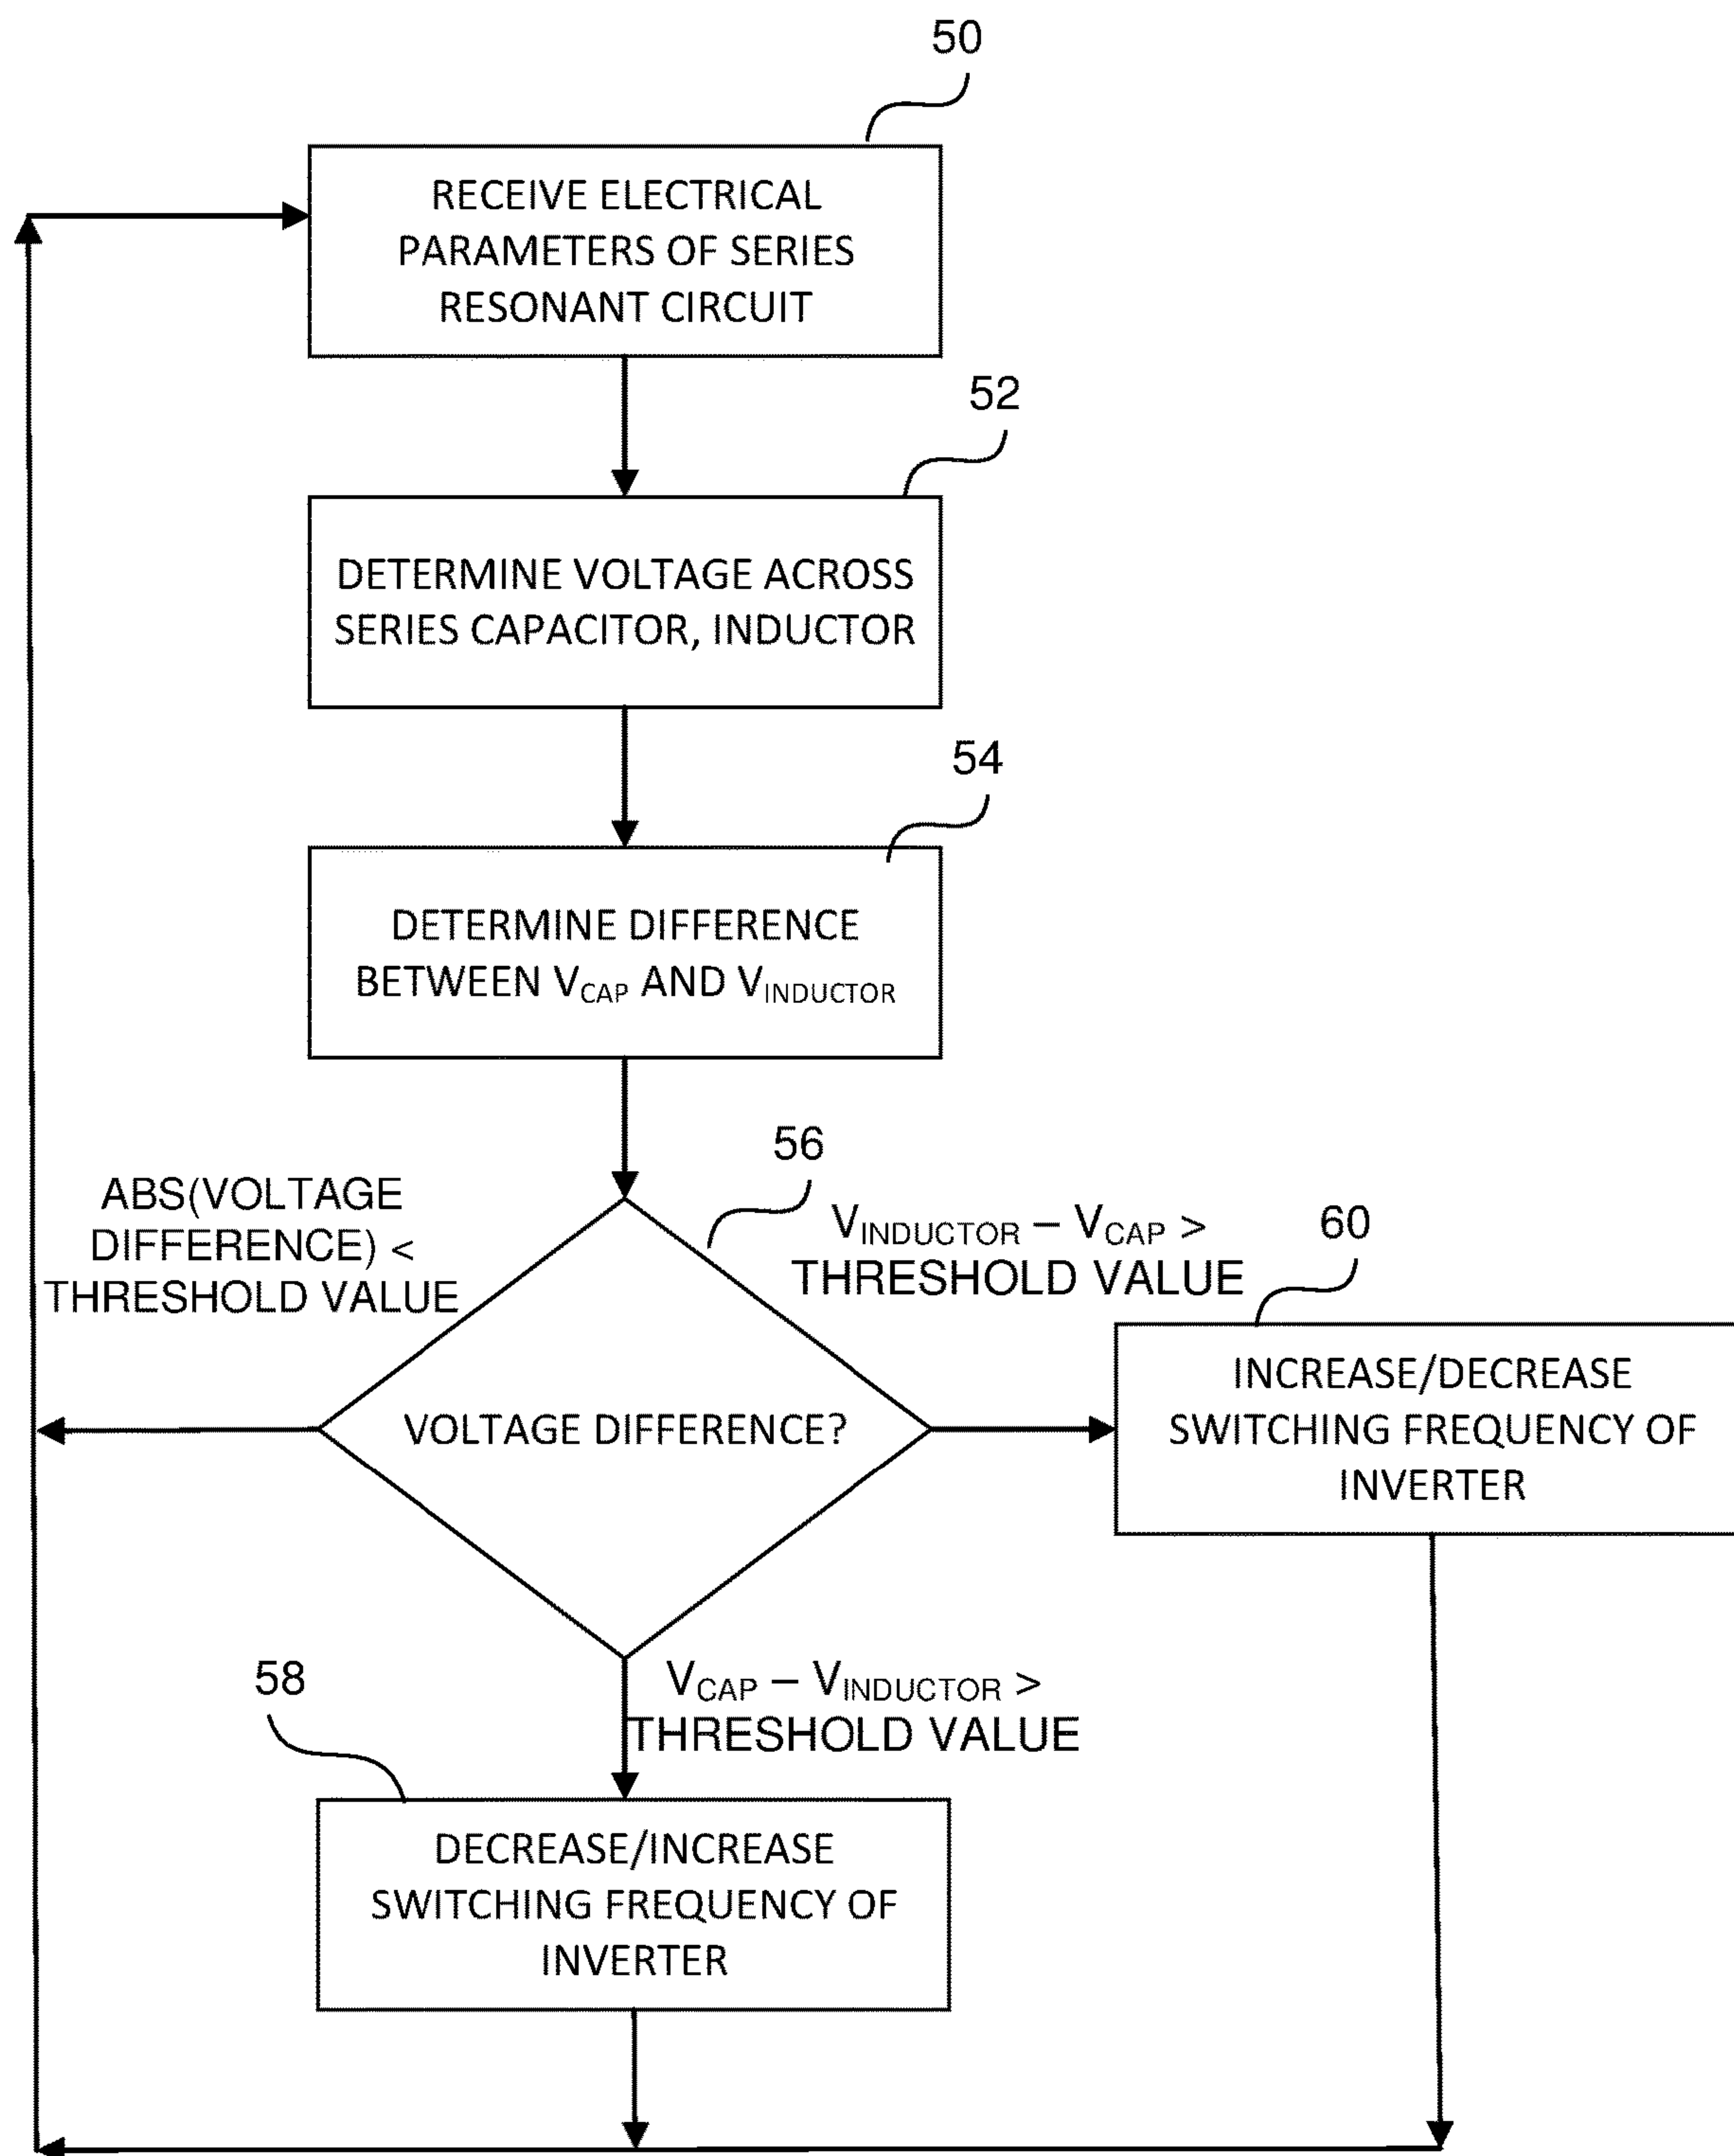 50
RECEIVE ELECTRICAL
PARAMETERS OF SERIES
RESONANT CIRCUIT
52
DETERMINE VOLTAGE ACROSS
SERIES CAPACITOR, INDUCTOR
54
DETERMINE DIFFERENCE
BETWEEN VCAP AND VINDUCTOR
56
ABS(VOLTAGE
DIFFERENCE) <
THRESHOLD VALUE
VINDUCTOR – VCAP >
THRESHOLD VALUE
60
VOLTAGE DIFFERENCE?
INCREASE/DECREASE
SWITCHING FREQUENCY OF
INVERTER
VCAP – VINDUCTOR >
THRESHOLD VALUE
58
DECREASE/INCREASE
SWITCHING FREQUENCY OF
INVERTER